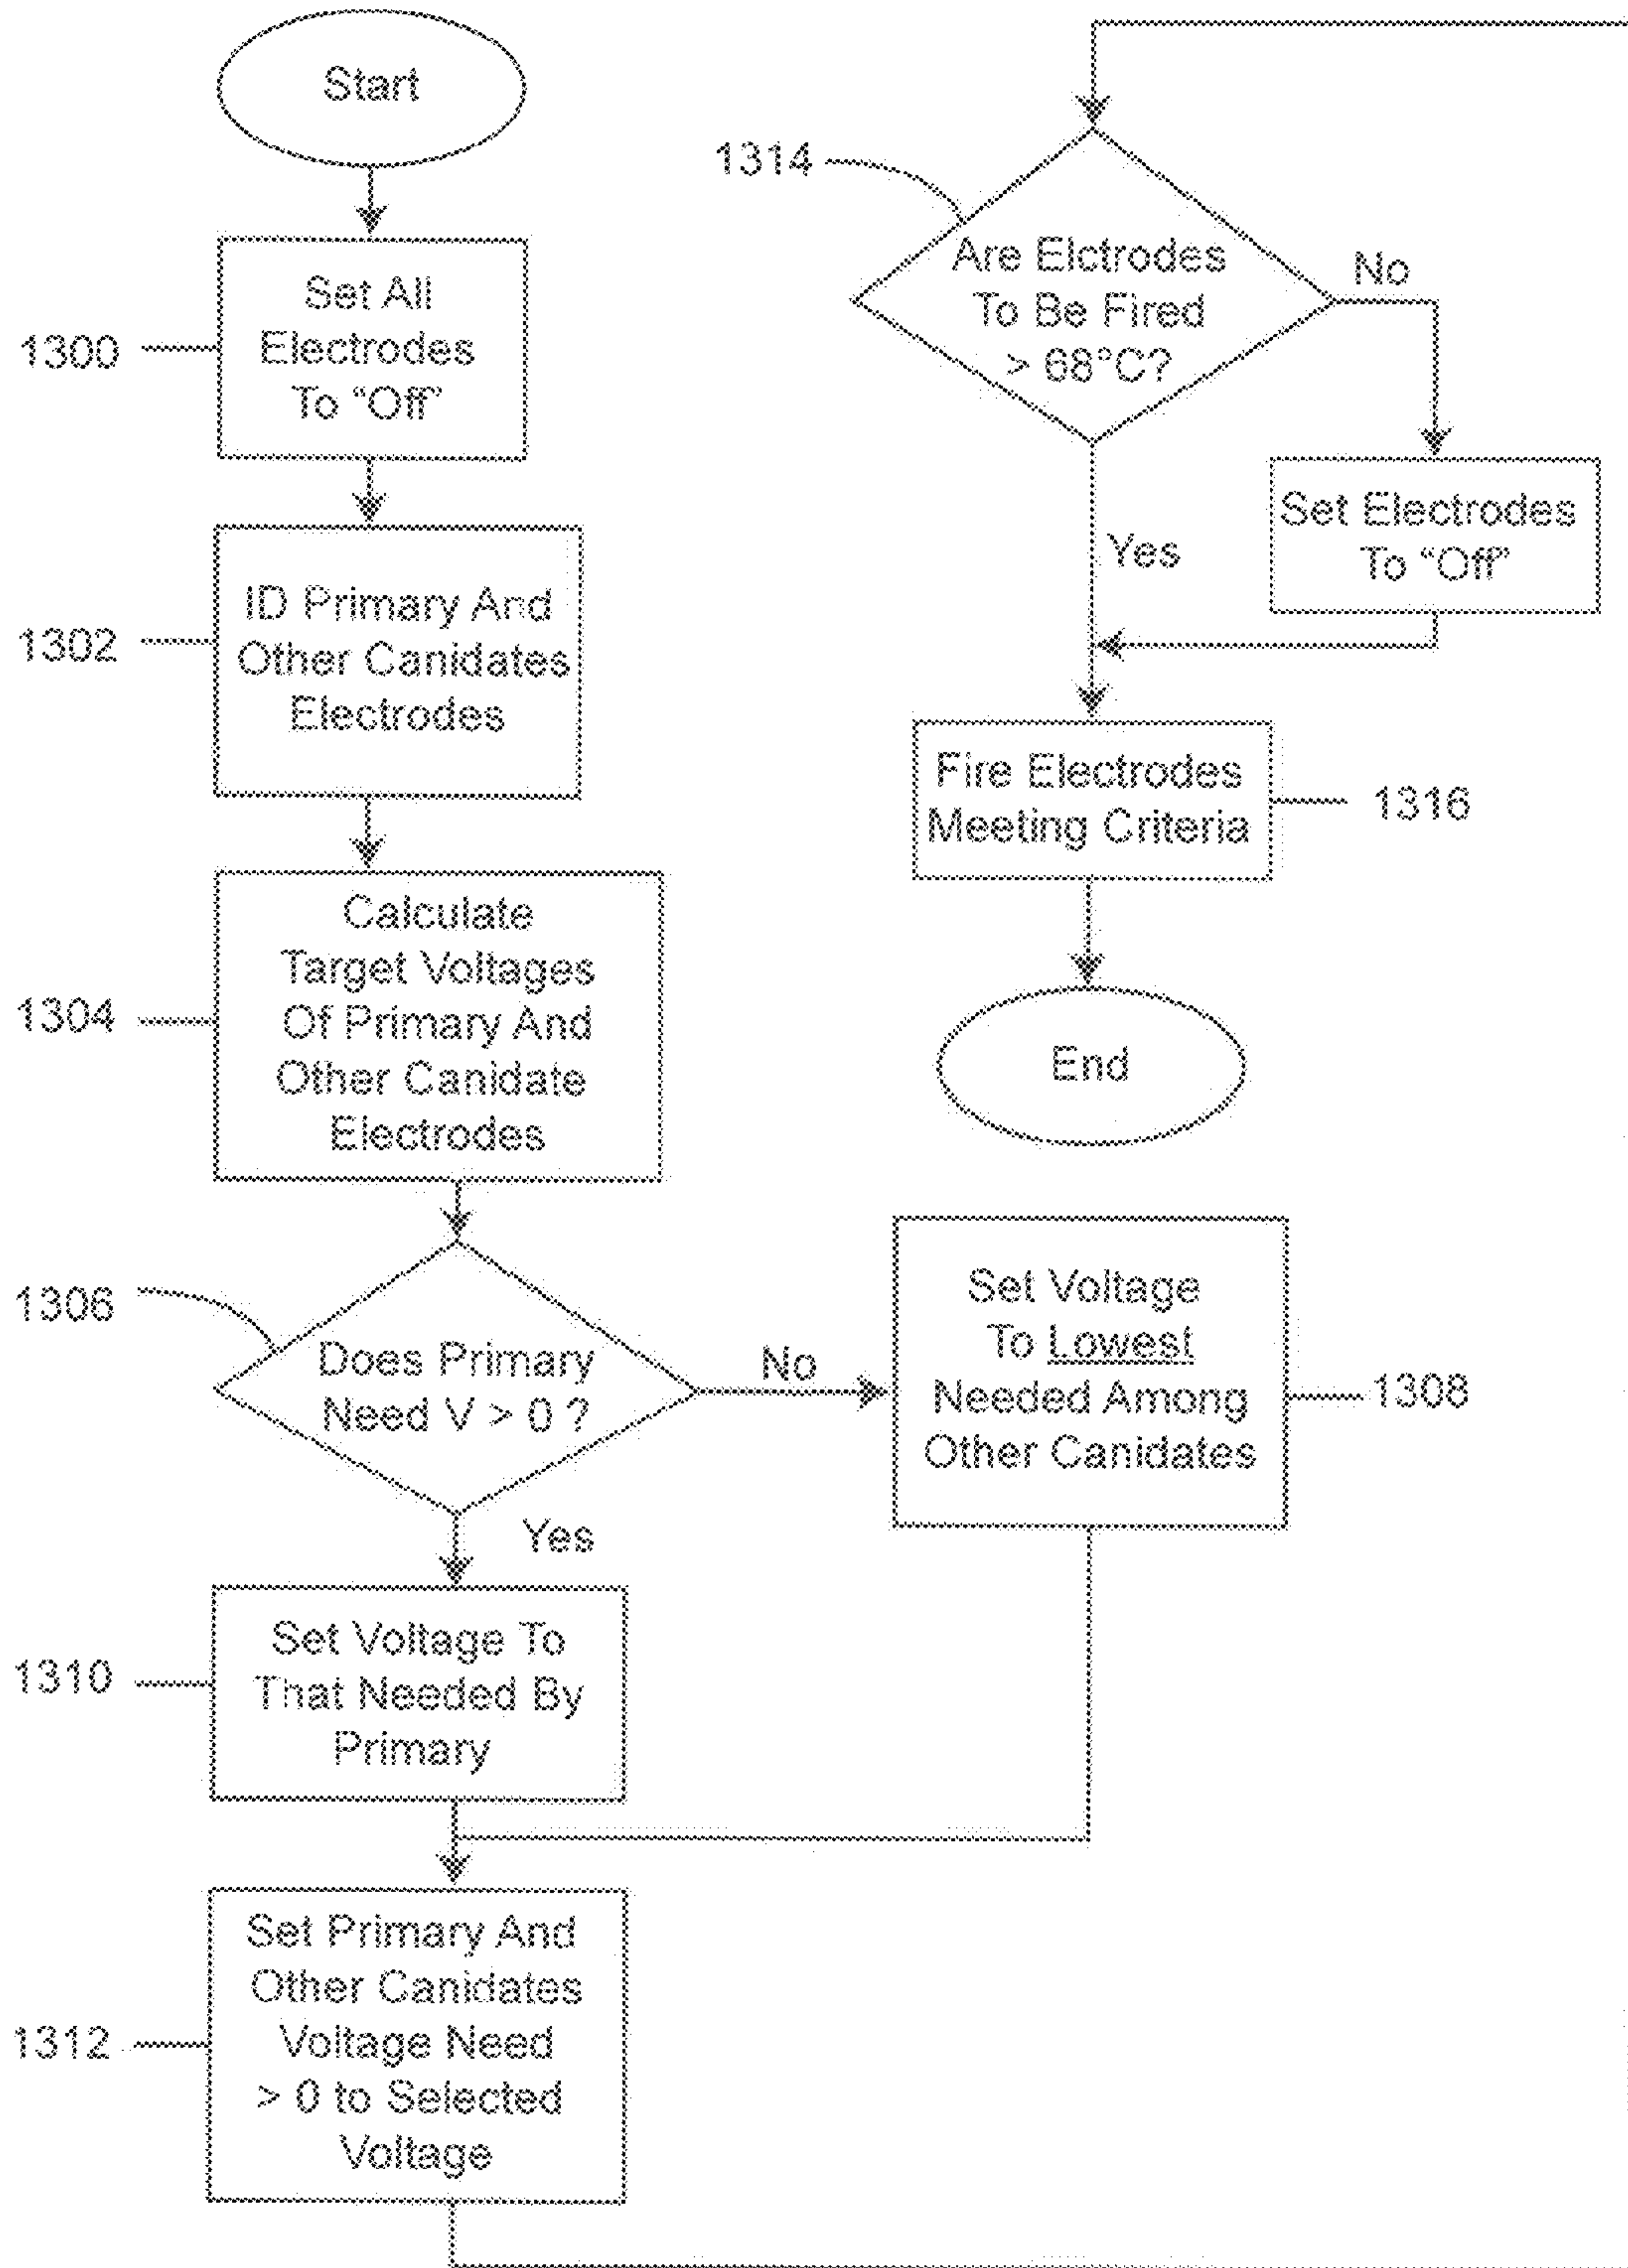 Start
1300
Set All
Electrodes
To "Off"
1302
ID Primary And
Other Canidates
Electrodes
1304
Calculate
Target Voltages
Of Primary And
Other Canidate
Electrodes
1306
Does Primary
Need V > 0 ?
No
Yes
Set Voltage
To Lowest
Needed Among
Other Canidates
1308
1310
Set Voltage To
That Needed By
Primary
1312
Set Primary And
Other Canidates
Voltage Need
> 0 to Selected
Voltage
1314
Are Elctrodes
To Be Fired
> 68°C?
No
Set Electrodes
To "Off"
Yes
Fire Electrodes
Meeting Criteria
1316
End